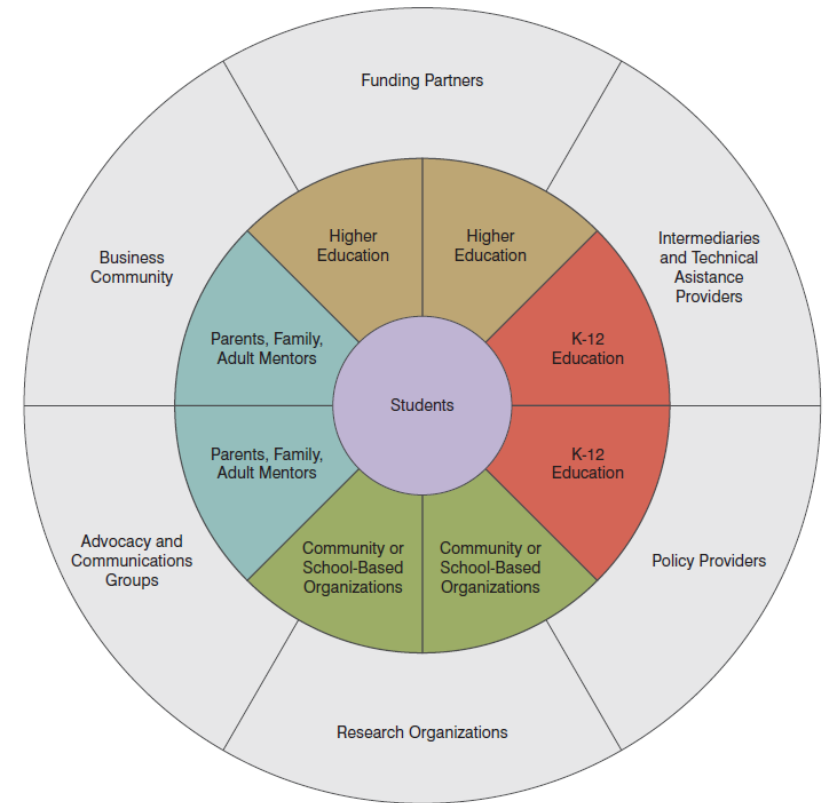 Funding Partners
Higher
Education
Higher
Education
Business
Community
Intermediaries
and Technical
Asistance
Providers
Parents, Family,
Adult Mentors
K-12
Education
Students
Parents, Family,
Adult Mentors
K-12
Education
Advocacy and
Communications
Groups
Community or
School-Based
Organizations
Community or
School-Based
Organizations
Policy Providers
Research Organizations